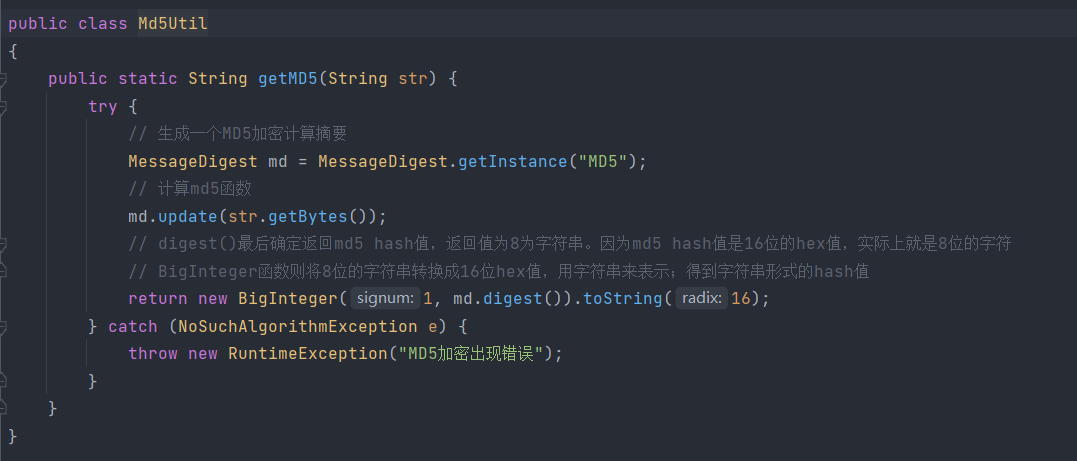 public class Md5Util
{
    public static String getMD5(String str) {
        try {
            // 生成一个MD5加密计算摘要
            MessageDigest md = MessageDigest.getInstance("MD5");
            // 计算md5函数
            md.update(str.getBytes());
            // digest()最后确定返回md5 hash值，返回值为8为字符串。因为md5 hash值是16位的hex值，实际上就是8位的字符
            // BigInteger函数则将8位的字符串转换成16位hex值，用字符串来表示；得到字符串形式的hash值
            return new BigInteger( signum: 1, md.digest()).toString( radix: 16);
        } catch (NoSuchAlgorithmException e) {
            throw new RuntimeException("MD5加密出现错误");
        }
    }
}